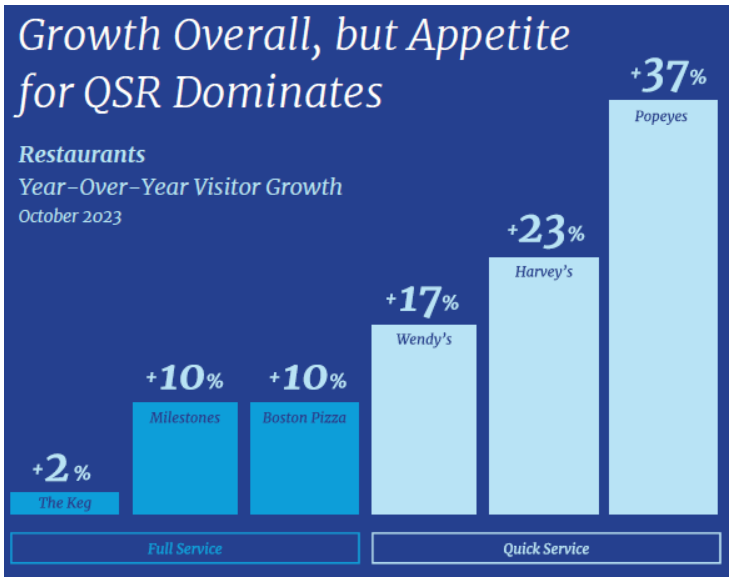 Growth Overall, but Appetite
for QSR Dominates
Restaurants
Year-Over-Year Visitor Growth
October 2023
+2%
The Keg
+10%
Milestones
+10%
Boston Pizza
+17%
Wendy's
+23%
Harvey's
+37%
Popeyes
Full Service
Quick Service